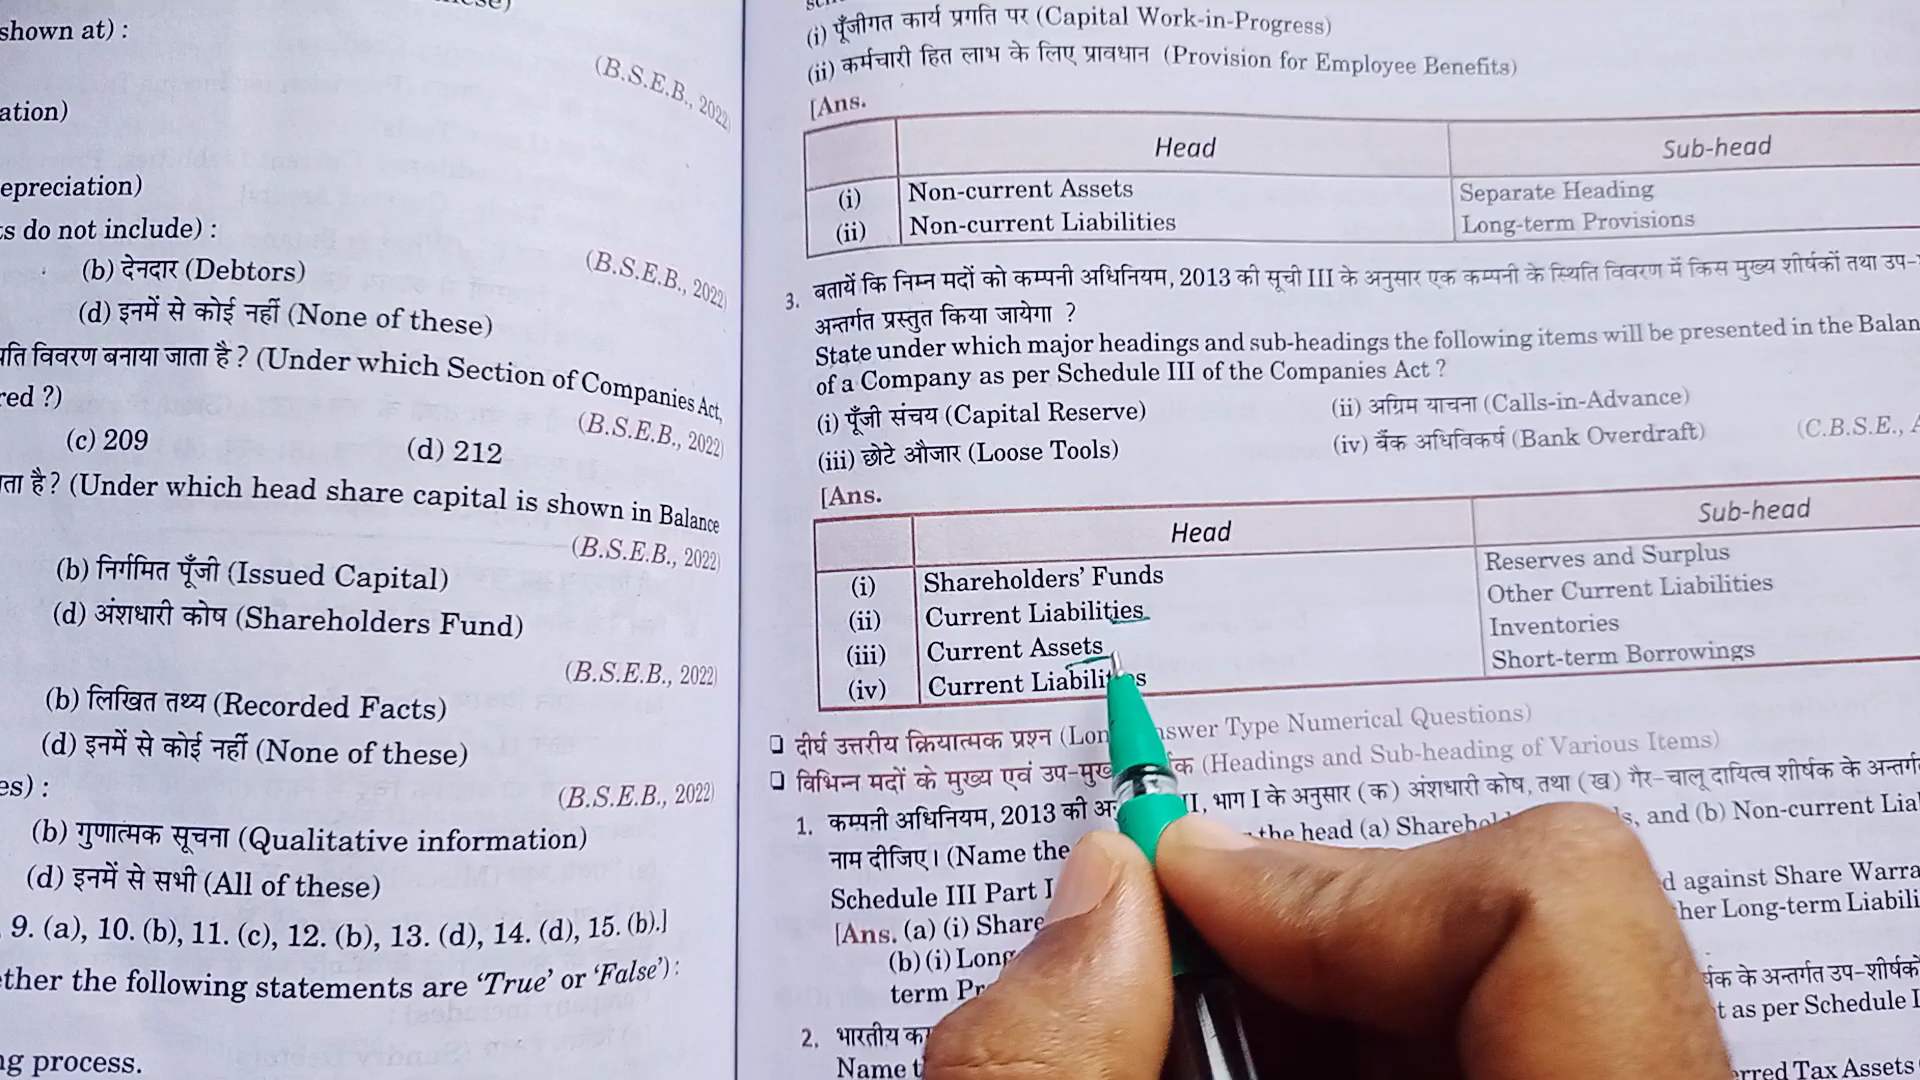 shown at) :
(B.S.E.B., 2022)
ation)
epreciation)
s do not include) :
(B.S.E.B., 2022)
(b) देनदार (Debtors)
(d) इनमें से कोई नहीं (None of these)
विवरण बनाया जाता है ? (Under which Section of Companies Act,
red ?)
(B.S.E.B., 2022)
(c) 209 (d) 212
है ? (Under which head share capital is shown in Balance
(B.S.E.B., 2022)
(b) निर्गमित पूँजी (Issued Capital)
(d) अंशधारी कोष (Shareholders Fund)
(B.S.E.B., 2022)
(b) लिखित तथ्य (Recorded Facts)
(d) इनमें से कोई नहीं (None of these)
es) :
(B.S.E.B., 2022)
(b) गुणात्मक सूचना (Qualitative information)
(d) इनमें से सभी (All of these)
9. (a), 10. (b), 11. (c), 12. (b), 13. (d), 14. (d), 15. (b).]
ther the following statements are ‘True’ or ‘False’) :
ng process.
(i) पूँजीगत कार्य प्रगति पर (Capital Work-in-Progress)
(ii) कर्मचारी हित लाभ के लिए प्रावधान (Provision for Employee Benefits)
[Ans.
Head Sub-head
(i) Non-current Assets Separate Heading
(ii) Non-current Liabilities Long-term Provisions
3. बतायें कि निम्न मदों को कम्पनी अधिनियम, 2013 की सूची III के अनुसार एक कम्पनी के स्थिति विवरण में किस मुख्य शीर्षकों तथा उप-
अन्तर्गत प्रस्तुत किया जायेगा ?
State under which major headings and sub-headings the following items will be presented in the Balan
of a Company as per Schedule III of the Companies Act ?
(i) पूँजी संचय (Capital Reserve) (ii) अग्रिम याचना (Calls-in-Advance)
(iii) छोटे औजार (Loose Tools) (iv) बैंक अधिविकर्ष (Bank Overdraft) (C.B.S.E., A
[Ans.
Head Sub-head
(i) Shareholders’ Funds Reserves and Surplus
(ii) Current Liabilities Other Current Liabilities
(iii) Current Assets Inventories
(iv) Current Liabilities Short-term Borrowings
❑ दीर्घ उत्तरीय क्रियात्मक प्रश्न (Lon nswer Type Numerical Questions)
❑ विभिन्न मदों के मुख्य एवं उप-मुख्य (Headings and Sub-heading of Various Items)
1. कम्पनी अधिनियम, 2013 की II, भाग I के अनुसार (क) अंशधारी कोष, तथा (ख) गैर-चालू दायित्व शीर्षक के अन्तर्गत
नाम दीजिए। (Name the the head (a) Sharehol s, and (b) Non-current Lia
Schedule III Part I d against Share Warra
[Ans. (a) (i) Share her Long-term Liabili
(b) (i) Long
term Pr के अन्तर्गत उप-शीर्षकों
2. भारतीय t as per Schedule I
Name t rred Tax Assets